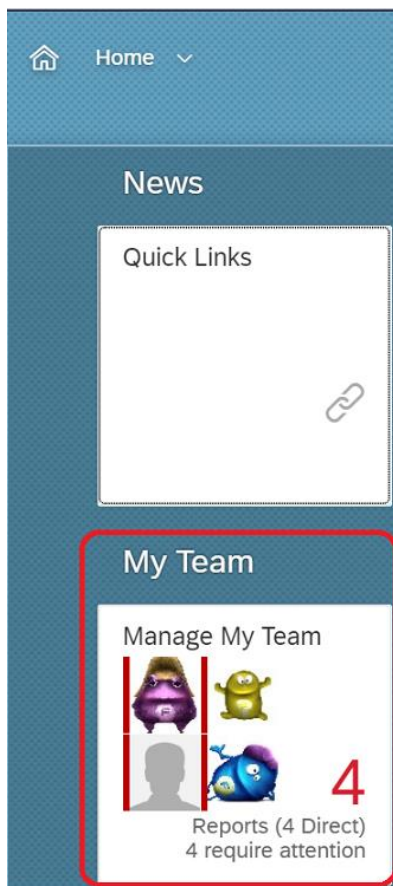 Home
News
Quick Links
My Team
Manage My Team
4
Reports (4 Direct)
4 require attention